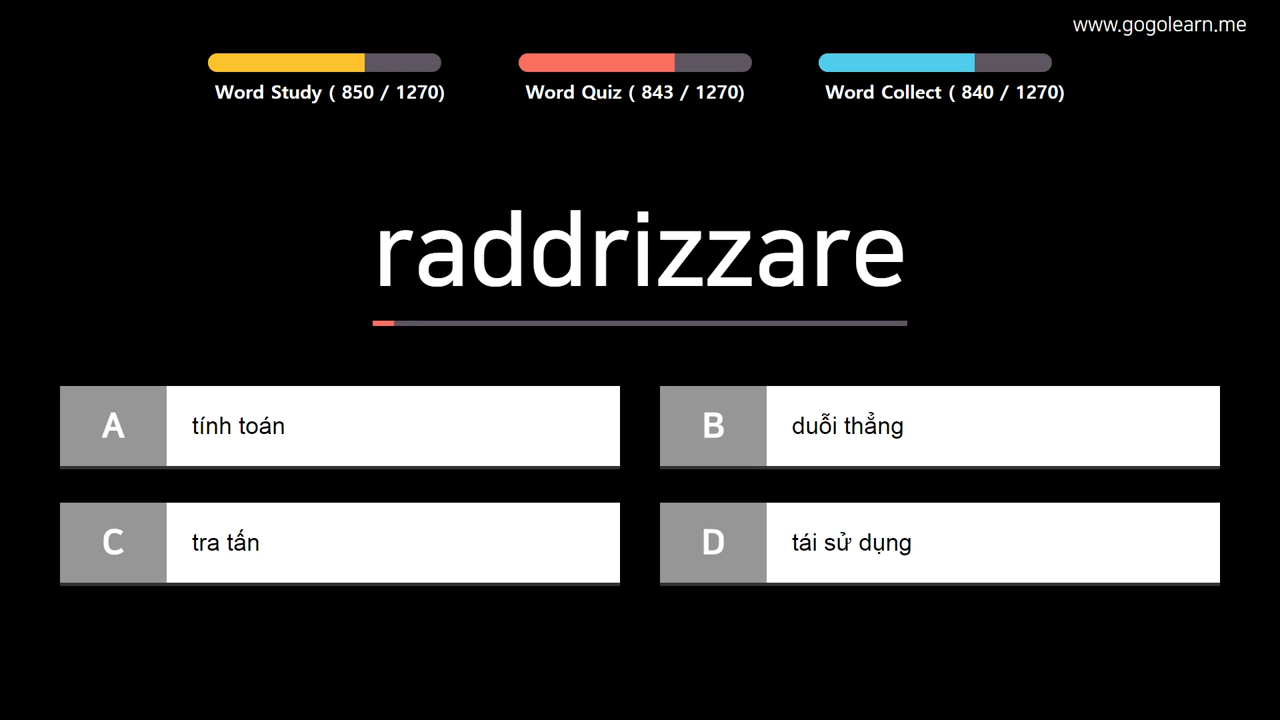 www.gogolearn.me
Word Study ( 850 / 1270)
Word Quiz ( 843 / 1270)
Word Collect ( 840 / 1270)
raddrizzare
A
tính toán
B
duỗi thẳng
C
tra tấn
D
tái sử dụng